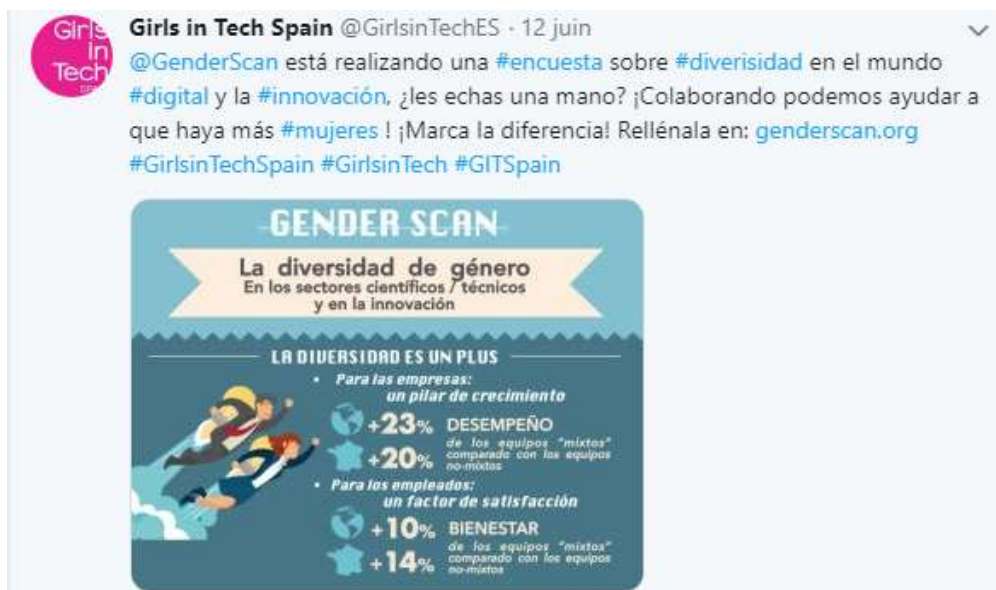 Girls
in
Tech
Girls in Tech Spain @GirlsinTechES · 12 juin
@GenderScan está realizando una #encuesta sobre #diverisidad en el mundo
#digital y la #innovación, ¿les echas una mano? ¡Colaborando podemos ayudar a
que haya más #mujeres ! ¡Marca la diferencia! Rellénala en: genderscan.org
#GirlsinTechSpain #GirlsinTech #GITSpain
GENDER SCAN
La diversidad de género
En los sectores científicos / técnicos
y en la innovación
LA DIVERSIDAD ES UN PLUS
• Para las empresas:
un pilar de crecimiento
+23% DESEMPEÑO
de los equipos "mixtos"
comparado con los equipos
no-mixtos
+20%
• Para los empleados:
un factor de satisfacción
+10% BIENESTAR
de los equipos "mixtos"
comparado con los equipos
no-mixtos
+14%